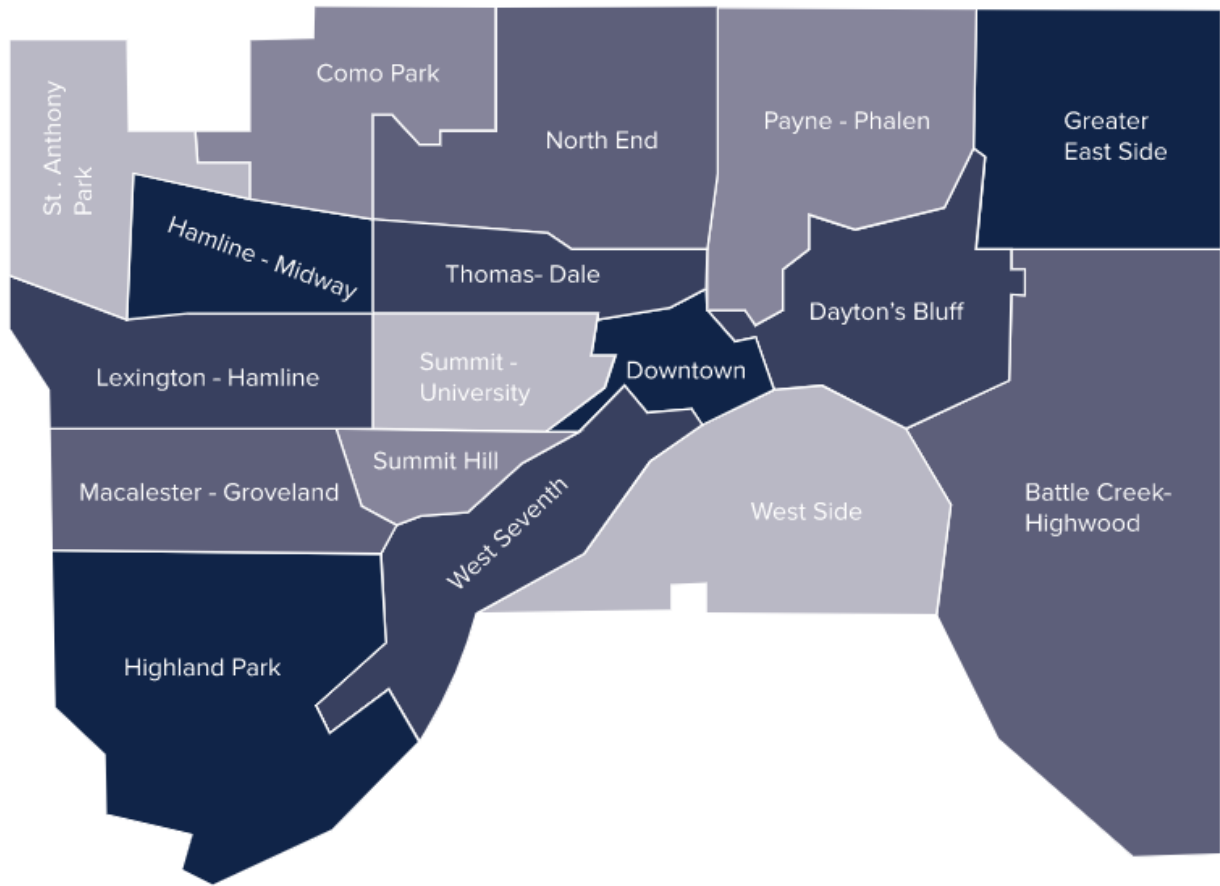 Como Park
St . Anthony
Park
North End
Payne - Phalen
Greater
East Side
Hamline - Midway
Thomas- Dale
Dayton's Bluff
Lexington - Hamline
Summit -
University
Downtown
Macalester - Groveland
Summit Hill
West Seventh
West Side
Battle Creek-
Highwood
Highland Park